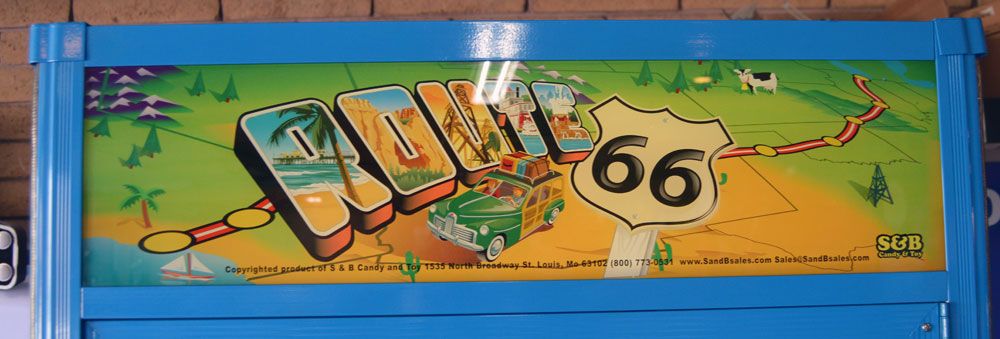 ROUTE
66
S&B
Candy & Toy
Copyrighted product of S & B Candy and Toy 1535 North Broadway St. Louis, Mo 63102 (800) 773-0531 www.SandBsales.com Sales@SandBsales.com